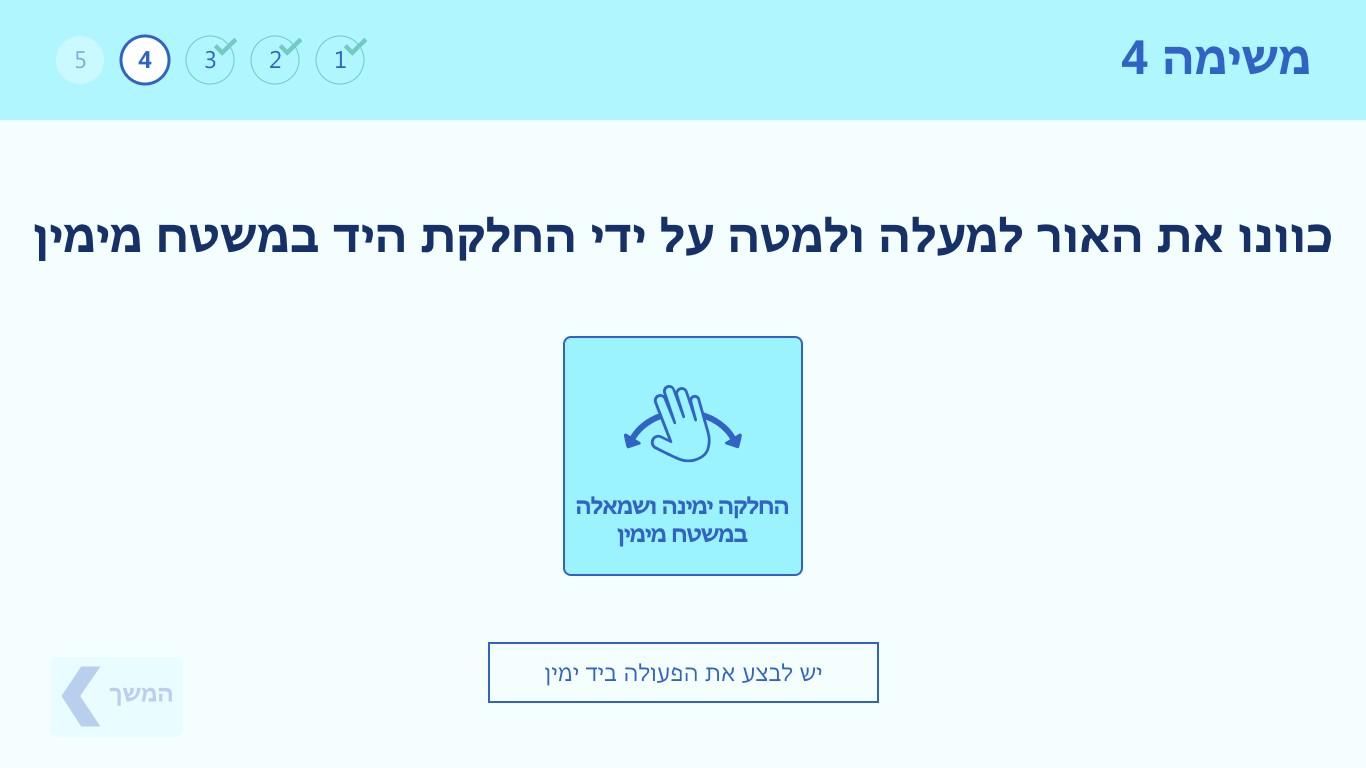 משימה 4
1 2 3 4 5
כוונו את האור למעלה ולמטה על ידי החלקת היד במשטח מימין
החלקה ימינה ושמאלה
במשטח מימין
יש לבצע את הפעולה ביד ימין
המשך